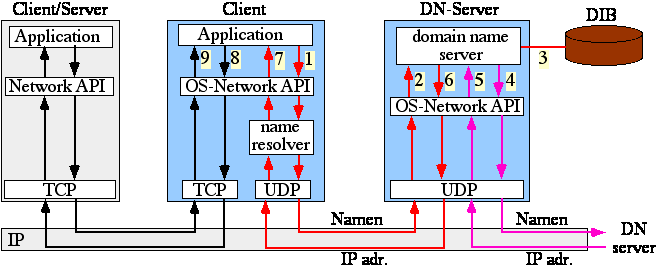 Client/Server
Client
DN-Server
DIB
Application
Application
domain name
server
3
9
8
7
1
2
6
5
4
Network API
OS-Network API
OS-Network API
name
resolver
TCP
TCP
UDP
UDP
Namen
Namen
DN
server
IP
IP adr.
IP adr.